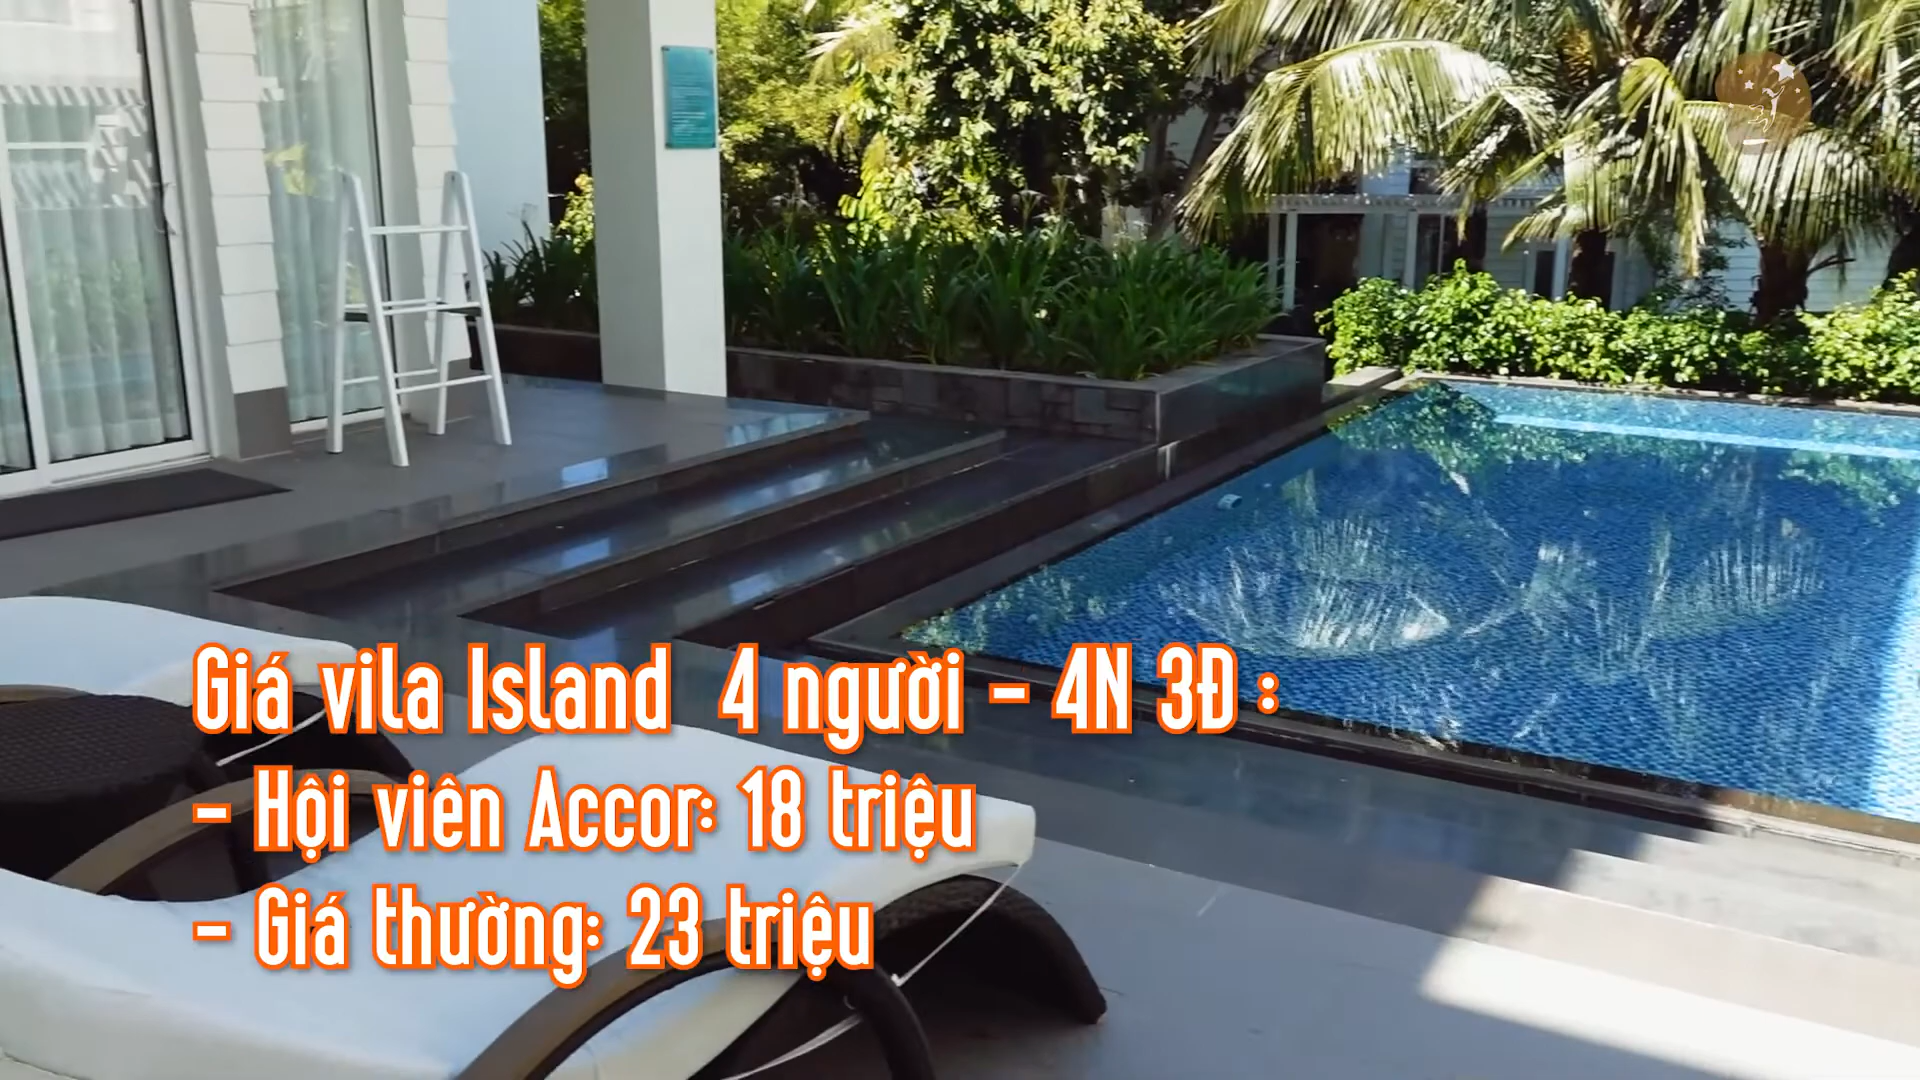 Giá vila Island 4 người - 4N 3Đ :
- Hội viên Accor: 18 triệu
- Giá thường: 23 triệu